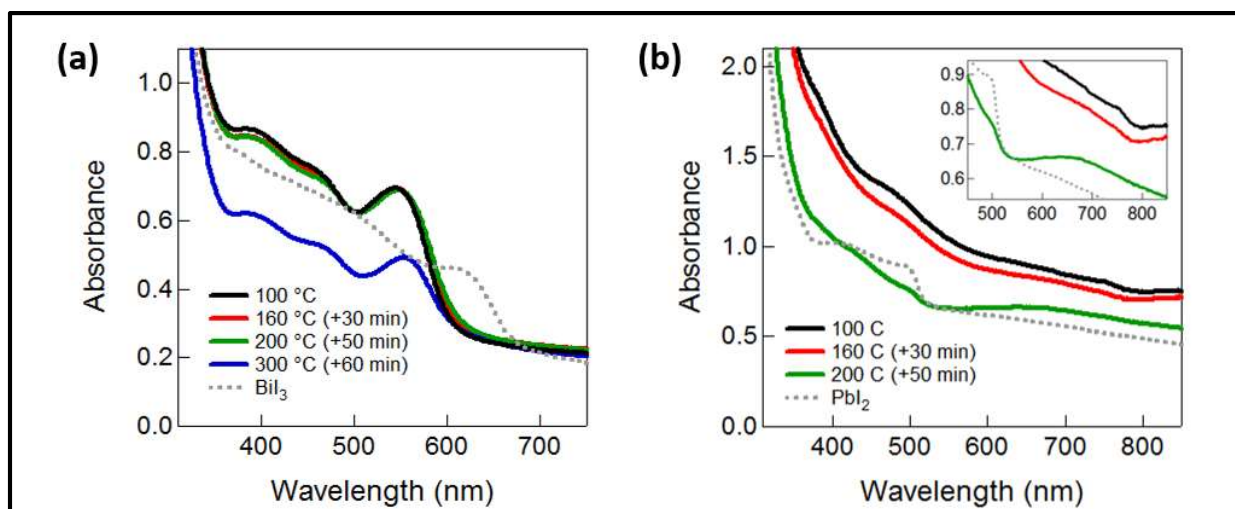 (a)
Absorbance
1.0
0.8
0.6
0.4
0.2
0.0
100 °C
160 °C (+30 min)
200 °C (+50 min)
300 °C (+60 min)
BiI₃
400 500 600 700
Wavelength (nm)
(b)
Absorbance
2.0
1.5
1.0
0.5
0.0
0.9
0.8
0.7
0.6
500 600 700 800
100 C
160 C (+30 min)
200 C (+50 min)
PbI₂
400 500 600 700 800
Wavelength (nm)